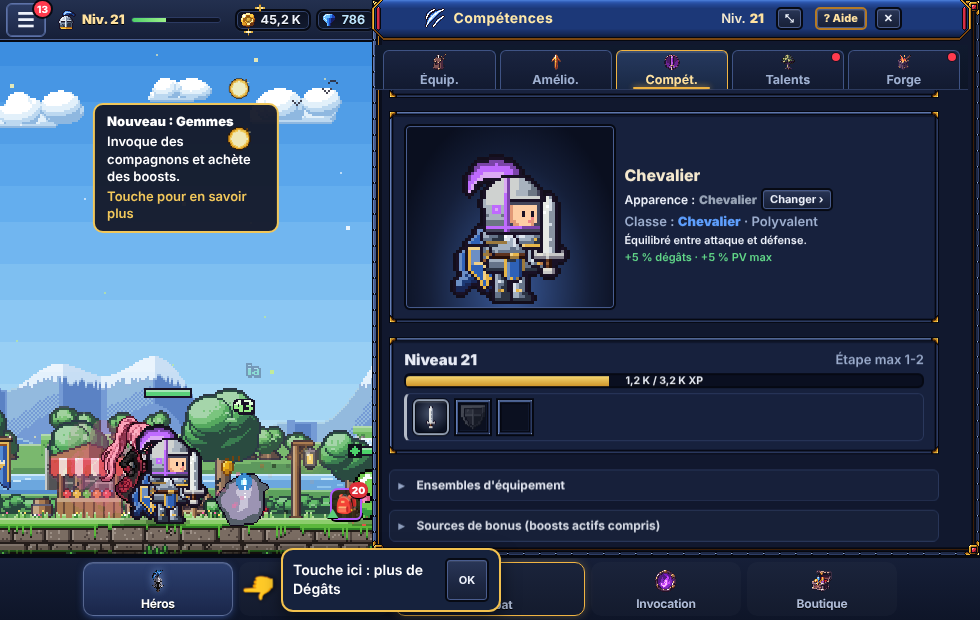 13
Niv. 21
45,2 K
786
Compétences
Niv. 21
? Aide
Équip.
Amélio.
Compét.
Talents
Forge
Nouveau : Gemmes
Invoque des
compagnons et achète
des boosts.
Touche pour en savoir
plus
Chevalier
Apparence : Chevalier
Changer ›
Classe : Chevalier · Polyvalent
Équilibré entre attaque et défense.
+5 % dégâts · +5 % PV max
Niveau 21
Étape max 1-2
1,2 K / 3,2 K XP
43
20
Ensembles d'équipement
Sources de bonus (boosts actifs compris)
Touche ici : plus de
Dégâts
OK
Héros
Invocation
Boutique